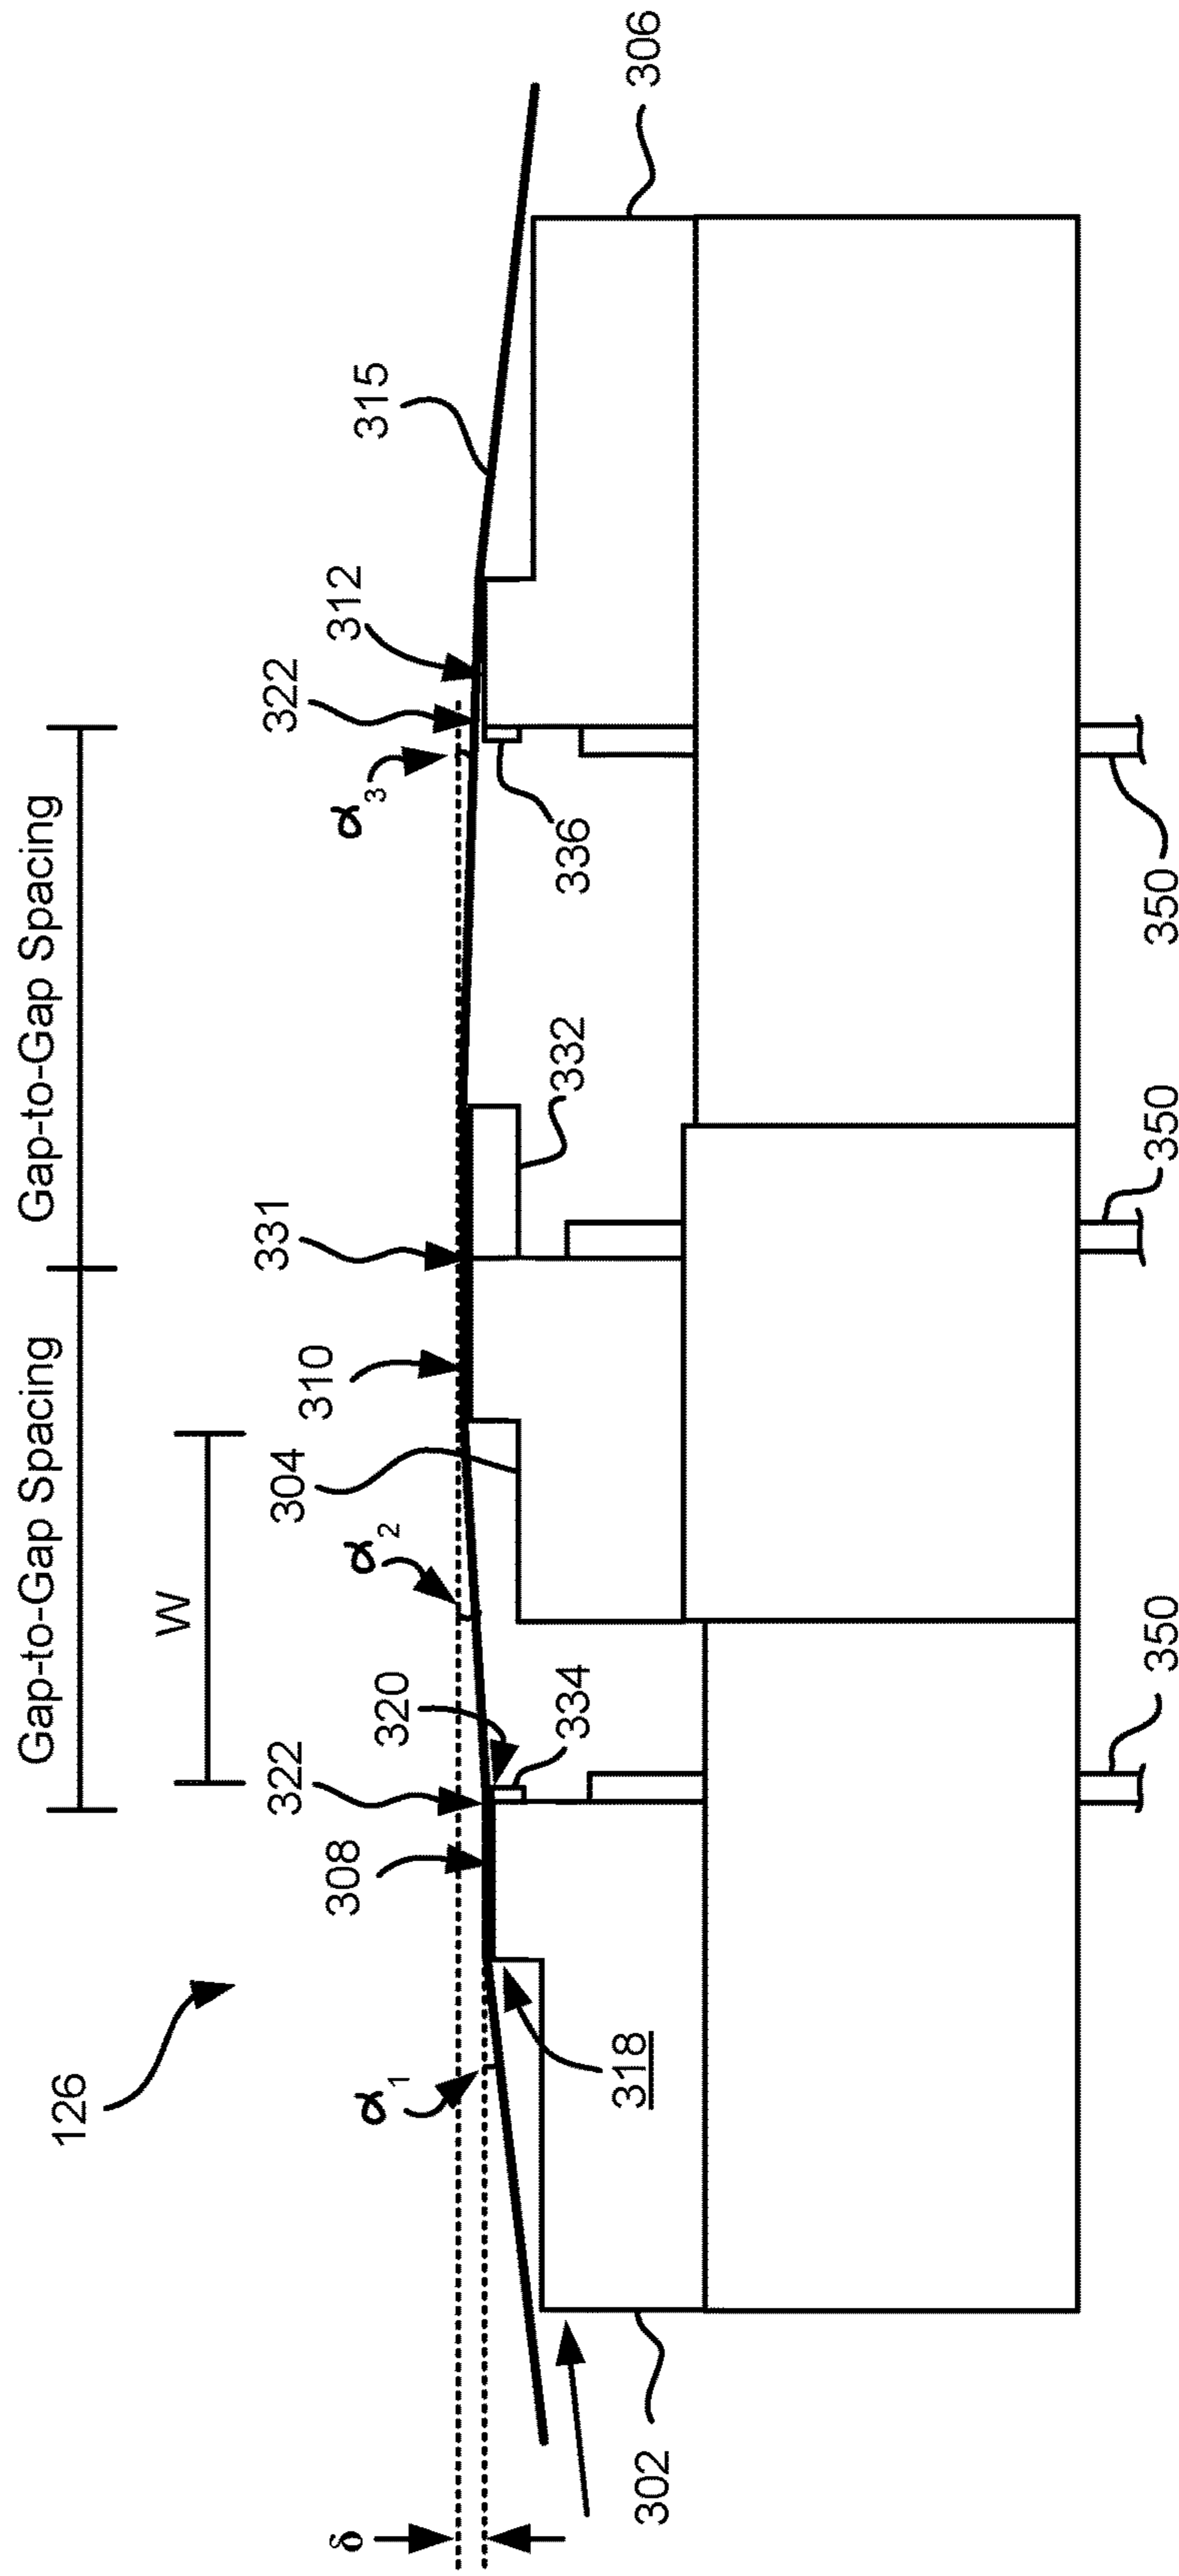 Gap-to-Gap Spacing
Gap-to-Gap Spacing
126
W
322
304
310
331
322
308
312
δ
α1
320
α2
α3
315
334
332
336
318
302
306
350
350
350